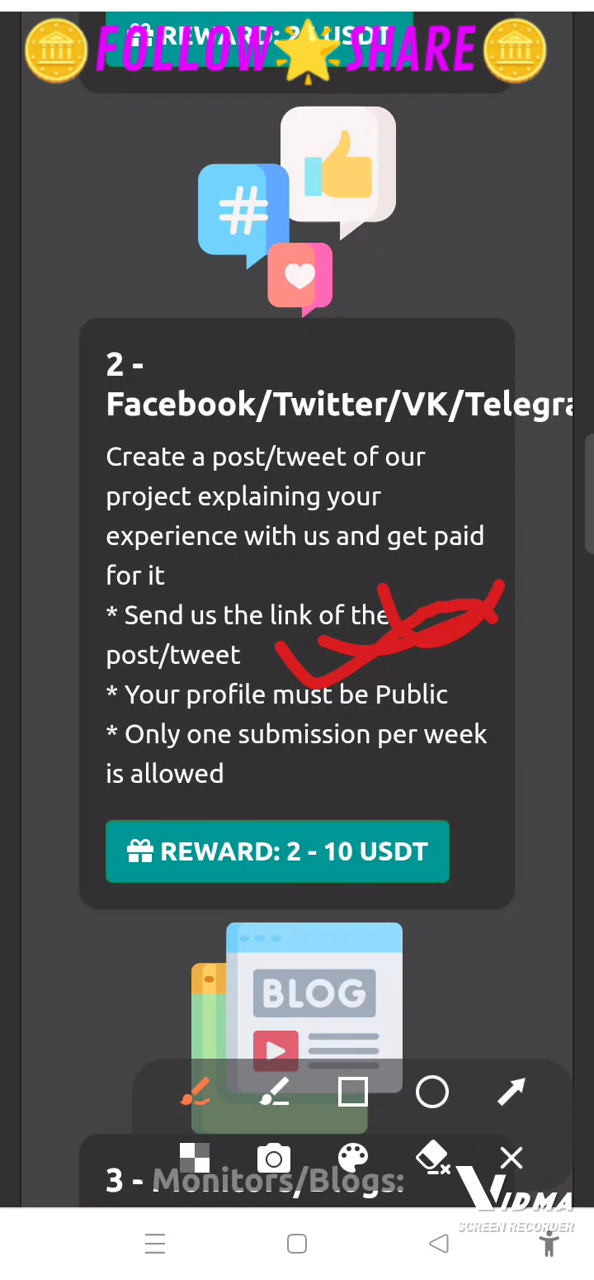 REWARD: 2 USDT
FOLLOW SHARE
#
2 -
Facebook/Twitter/VK/Telegra
Create a post/tweet of our
project explaining your
experience with us and get paid
for it
* Send us the link of the
post/tweet
* Your profile must be Public
* Only one submission per week
is allowed
REWARD: 2 - 10 USDT
BLOG
3 - Monitors/Blogs:
VIDMA
SCREEN RECORDER